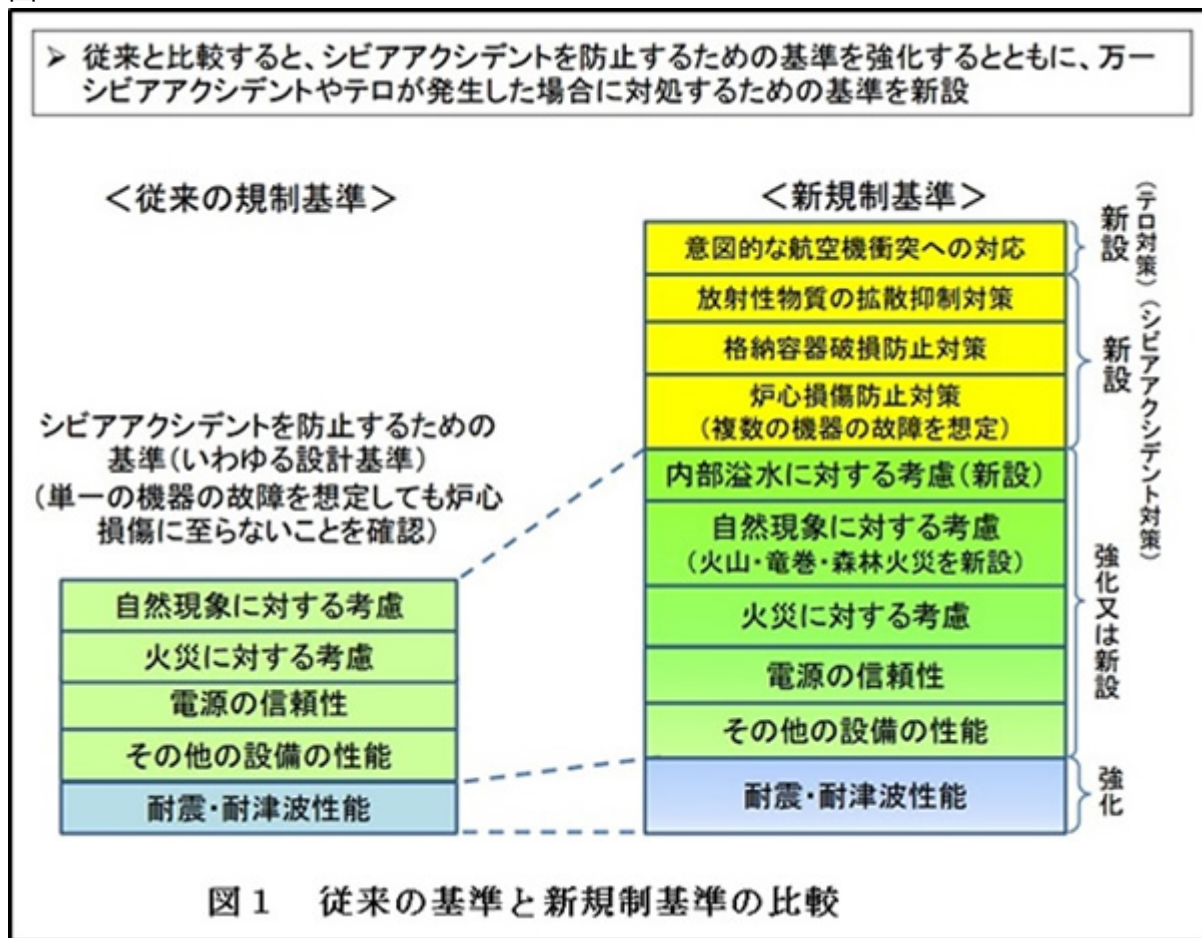 ➢ 従来と比較すると、シビアアクシデントを防止するための基準を強化するとともに、万一
シビアアクシデントやテロが発生した場合に対処するための基準を新設
＜従来の規制基準＞
シビアアクシデントを防止するための
基準(いわゆる設計基準)
(単一の機器の故障を想定しても炉心
損傷に至らないことを確認)
自然現象に対する考慮
火災に対する考慮
電源の信頼性
その他の設備の性能
耐震・耐津波性能
＜新規制基準＞
意図的な航空機衝突への対応
放射性物質の拡散抑制対策
格納容器破損防止対策
炉心損傷防止対策
(複数の機器の故障を想定)
内部溢水に対する考慮(新設)
自然現象に対する考慮
(火山・竜巻・森林火災を新設)
火災に対する考慮
電源の信頼性
その他の設備の性能
耐震・耐津波性能
新設
(テロ対策)
新設
(シビアアクシデント対策)
強化又は新設
強化
図1 従来の基準と新規制基準の比較